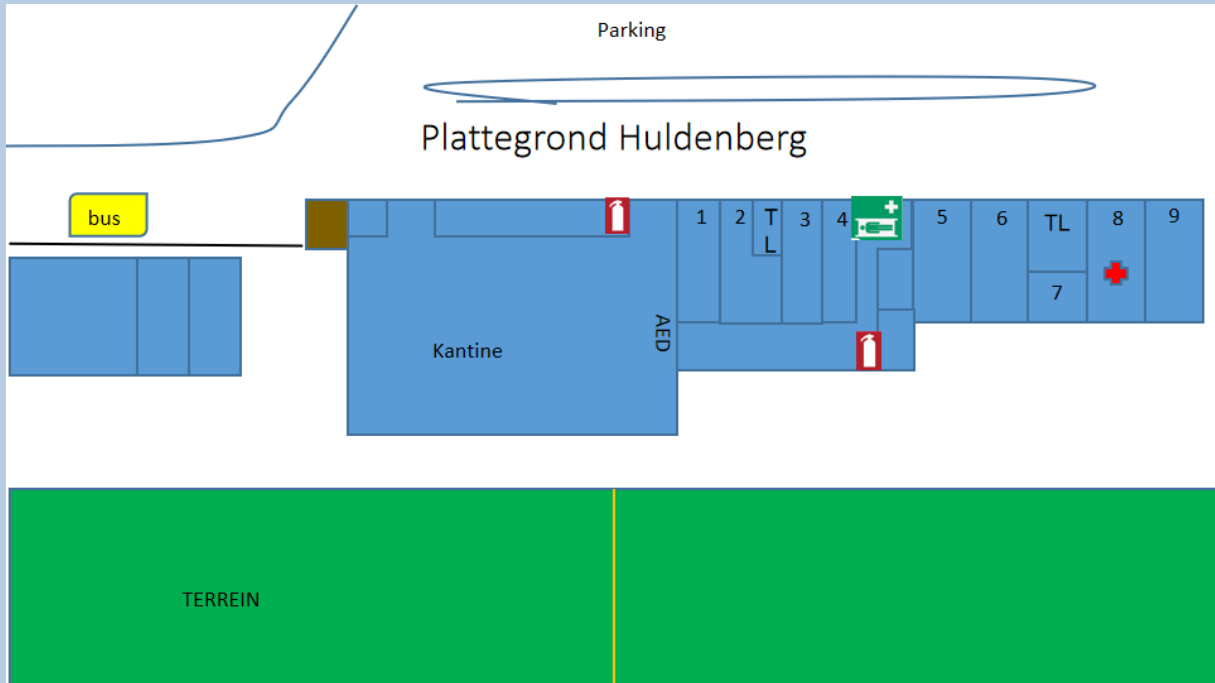 Parking
Plattegrond Huldenberg
bus
1
2
T
L
3
4
5
6
TL
7
8
9
AED
Kantine
TERREIN